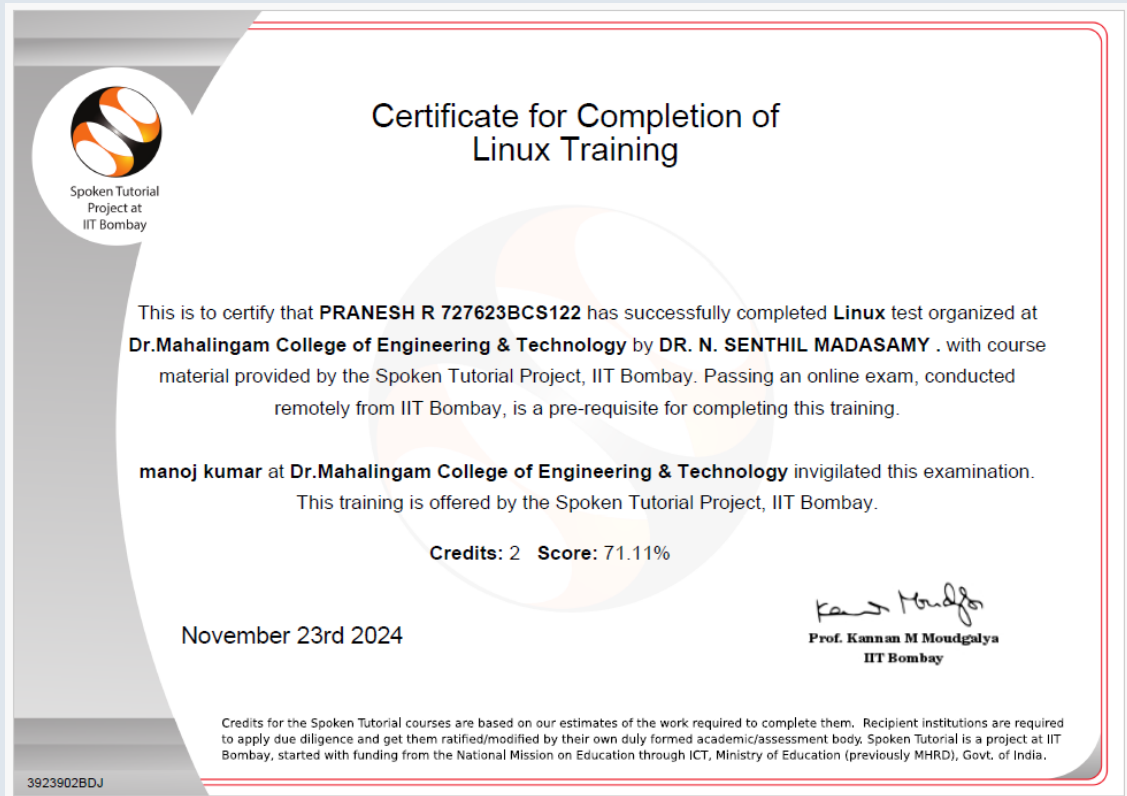 Spoken Tutorial
Project at
IIT Bombay
Certificate for Completion of
Linux Training
This is to certify that PRANESH R 727623BCS122 has successfully completed Linux test organized at
Dr.Mahalingam College of Engineering & Technology by DR. N. SENTHIL MADASAMY . with course
material provided by the Spoken Tutorial Project, IIT Bombay. Passing an online exam, conducted
remotely from IIT Bombay, is a pre-requisite for completing this training.
manoj kumar at Dr.Mahalingam College of Engineering & Technology invigilated this examination.
This training is offered by the Spoken Tutorial Project, IIT Bombay.
Credits: 2 Score: 71.11%
November 23rd 2024
Prof. Kannan M Moudgalya
IIT Bombay
Credits for the Spoken Tutorial courses are based on our estimates of the work required to complete them. Recipient institutions are required
to apply due diligence and get them ratified/modified by their own duly formed academic/assessment body. Spoken Tutorial is a project at IIT
Bombay, started with funding from the National Mission on Education through ICT, Ministry of Education (previously MHRD), Govt. of India.
3923902BDJ